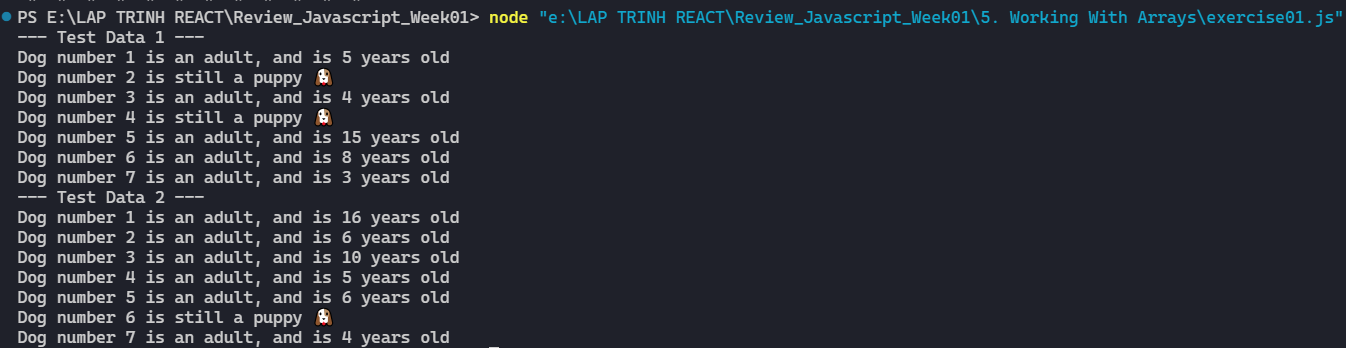 PS E:\LAP TRINH REACT\Review_Javascript_Week01> node "e:\LAP TRINH REACT\Review_Javascript_Week01\5. Working With Arrays\exercise01.js"
--- Test Data 1 ---
Dog number 1 is an adult, and is 5 years old
Dog number 2 is still a puppy 🐶
Dog number 3 is an adult, and is 4 years old
Dog number 4 is still a puppy 🐶
Dog number 5 is an adult, and is 15 years old
Dog number 6 is an adult, and is 8 years old
Dog number 7 is an adult, and is 3 years old
--- Test Data 2 ---
Dog number 1 is an adult, and is 16 years old
Dog number 2 is an adult, and is 6 years old
Dog number 3 is an adult, and is 10 years old
Dog number 4 is an adult, and is 5 years old
Dog number 5 is an adult, and is 6 years old
Dog number 6 is still a puppy 🐶
Dog number 7 is an adult, and is 4 years old